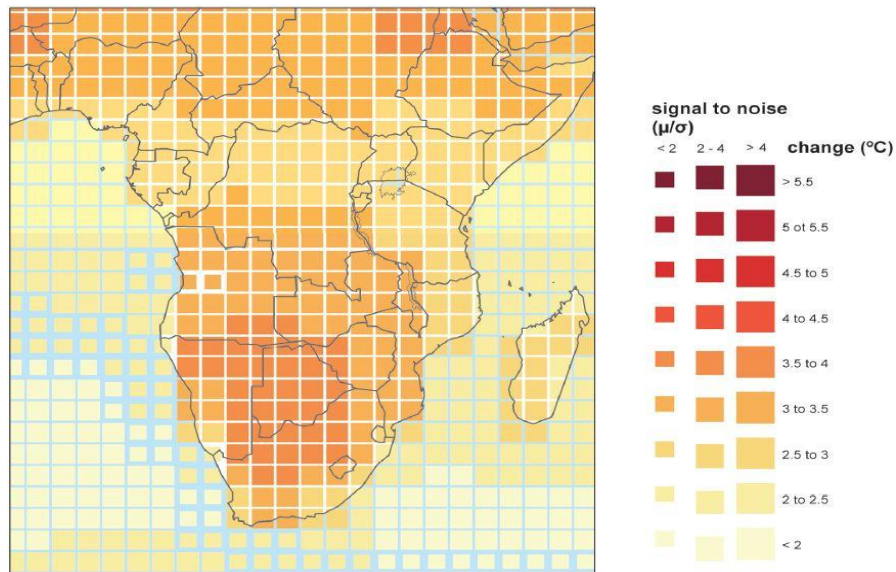 signal to noise
(μ/σ)
< 2 2 - 4 > 4 change (°C)
> 5.5
5 ot 5.5
4.5 to 5
4 to 4.5
3.5 to 4
3 to 3.5
2.5 to 3
2 to 2.5
< 2